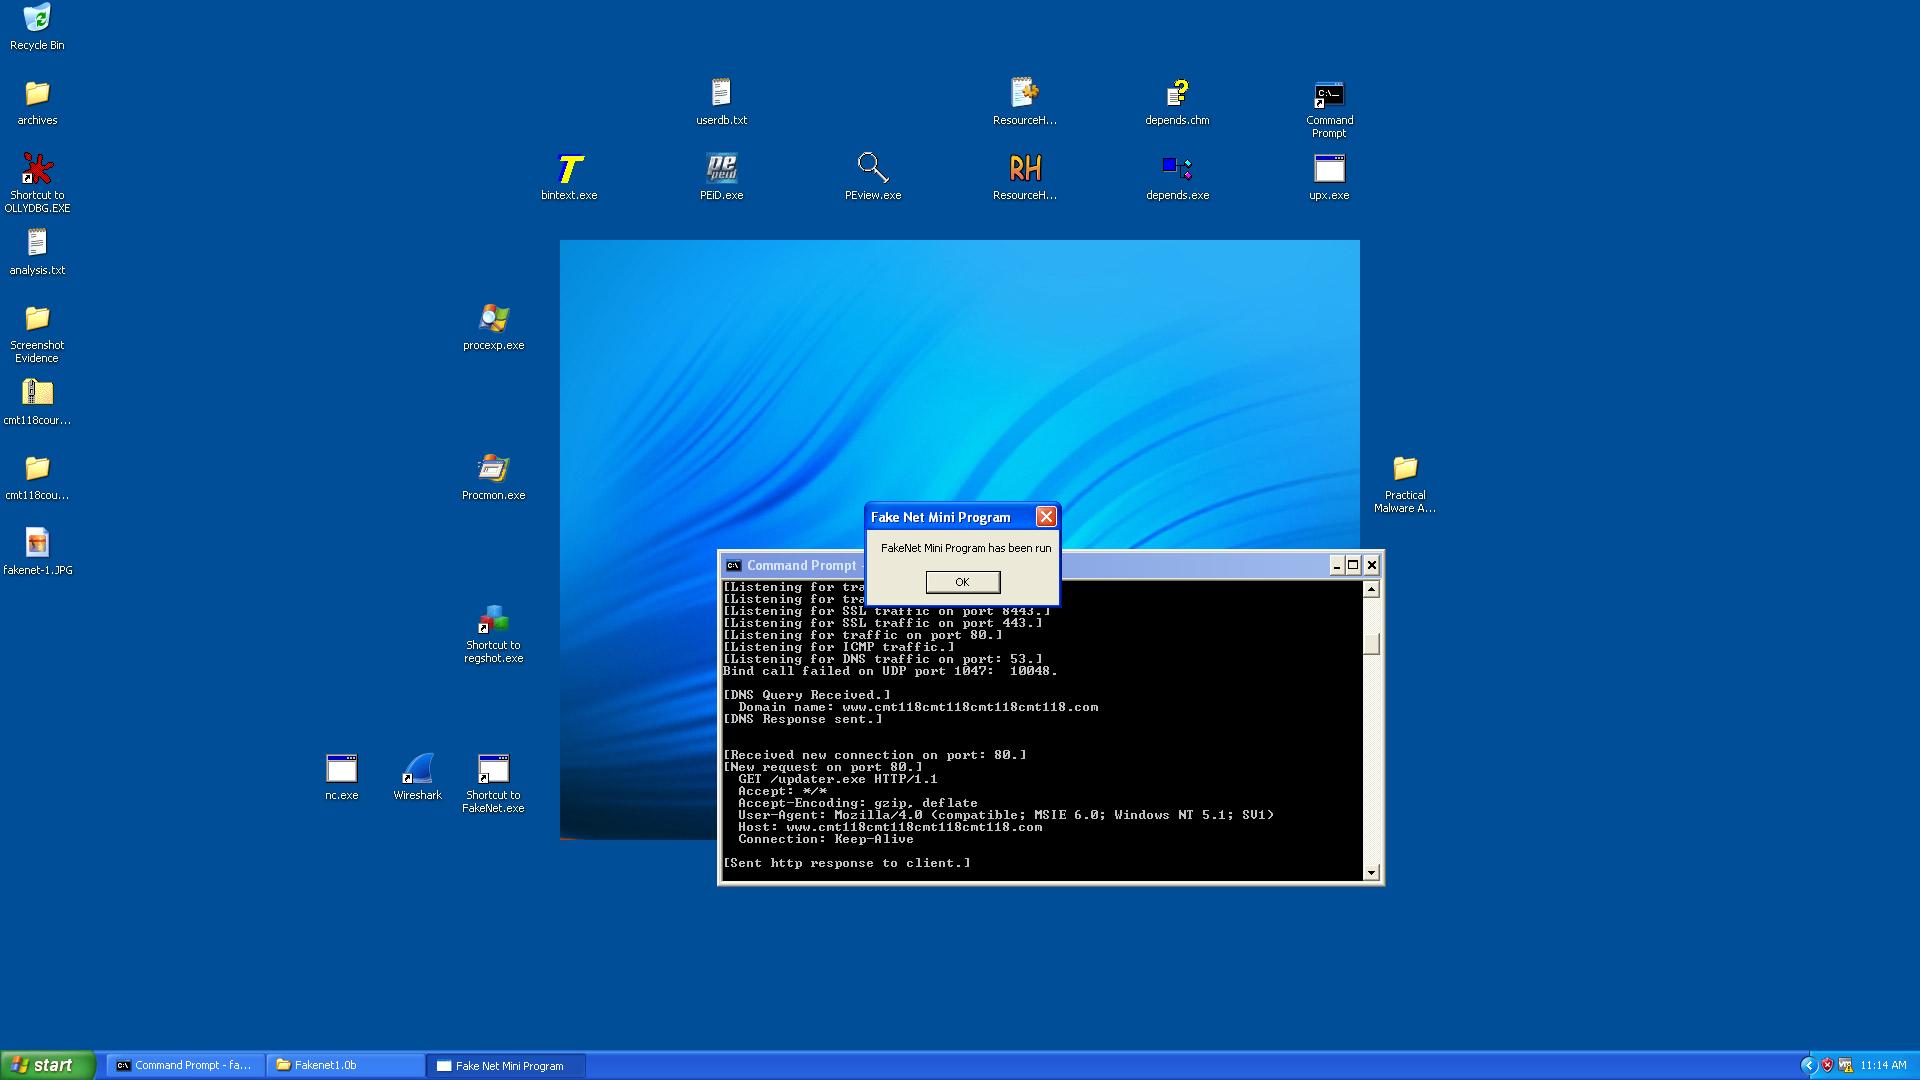 Recycle Bin
archives
userdb.txt
ResourceH...
depends.chm
Command
Prompt
Shortcut to
OLLYDBG.EXE
bintext.exe
PEiD.exe
PEview.exe
ResourceH...
depends.exe
upx.exe
analysis.txt
Screenshot
Evidence
procexp.exe
cmt118cour...
cmt118cou...
Procmon.exe
Practical
Malware A...
fakenet-1.JPG
Shortcut to
regshot.exe
nc.exe
Wireshark
Shortcut to
FakeNet.exe
Fake Net Mini Program
FakeNet Mini Program has been run
OK
Command Prompt -
[Listening for tra
[Listening for tra
[Listening for SSL traffic on port 8443.]
[Listening for SSL traffic on port 443.]
[Listening for traffic on port 80.]
[Listening for ICMP traffic.]
[Listening for DNS traffic on port: 53.]
Bind call failed on UDP port 1047: 10048.
[DNS Query Received.]
Domain name: www.cmt118cmt118cmt118cmt118.com
[DNS Response sent.]
[Received new connection on port: 80.]
[New request on port 80.]
GET /updater.exe HTTP/1.1
Accept: */*
Accept-Encoding: gzip, deflate
User-Agent: Mozilla/4.0 (compatible; MSIE 6.0; Windows NT 5.1; SV1)
Host: www.cmt118cmt118cmt118cmt118.com
Connection: Keep-Alive
[Sent http response to client.]
start
Command Prompt - fa...
Fakenet1.0b
Fake Net Mini Program
11:14 AM